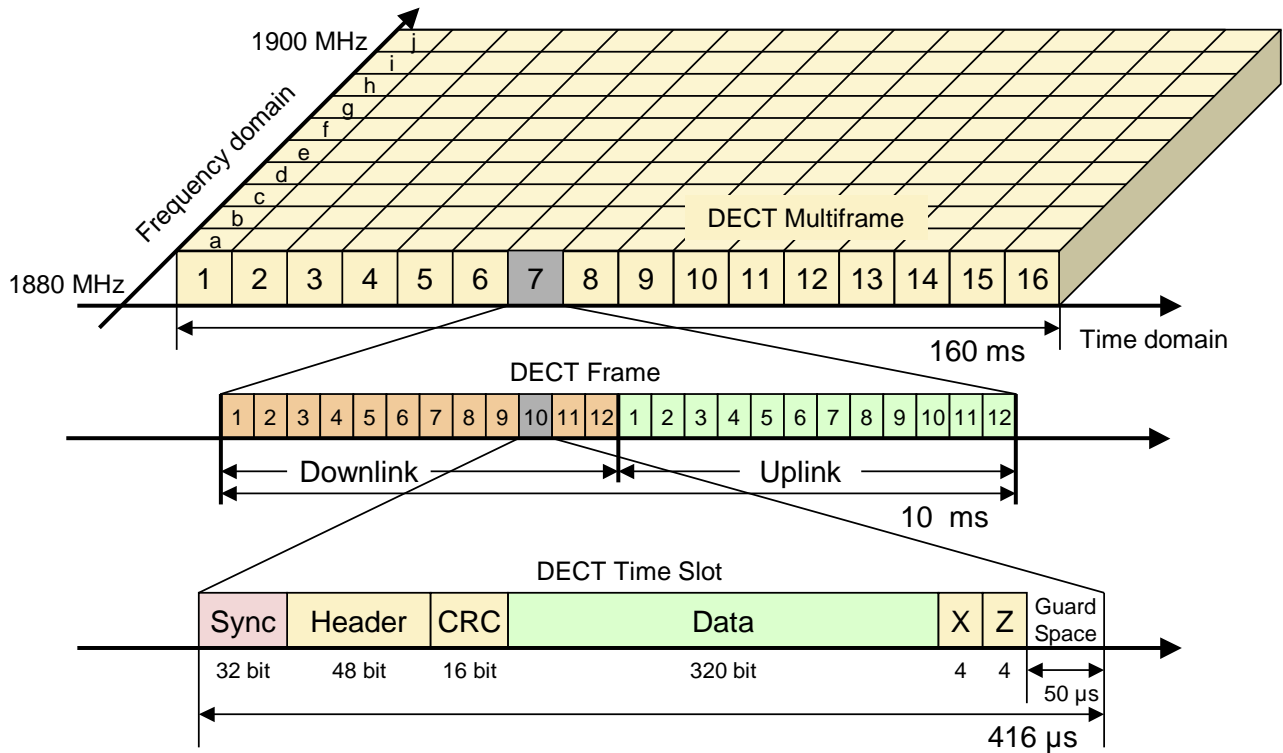 1900 MHz
j
i
h
g
f
e
d
c
b
a
Frequency domain
DECT Multiframe
1880 MHz
1 2 3 4 5 6 7 8 9 10 11 12 13 14 15 16
Time domain
160 ms
DECT Frame
1 2 3 4 5 6 7 8 9 10 11 12 1 2 3 4 5 6 7 8 9 10 11 12
Downlink Uplink
10 ms
DECT Time Slot
Sync Header CRC Data X Z Guard
Space
32 bit 48 bit 16 bit 320 bit 4 4
50 µs
416 µs